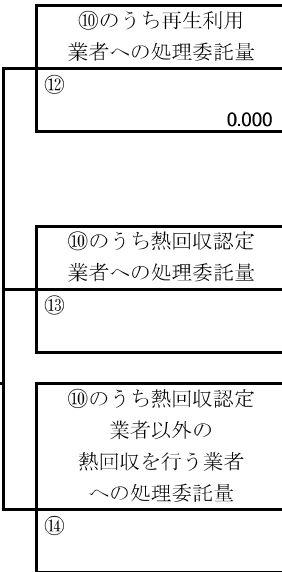 ⑩のうち再生利用
業者への処理委託量
⑫
0.000
⑩のうち熱回収認定
業者への処理委託量
⑬
⑩のうち熱回収認定
業者以外の
熱回収を行う業者
への処理委託量
⑭